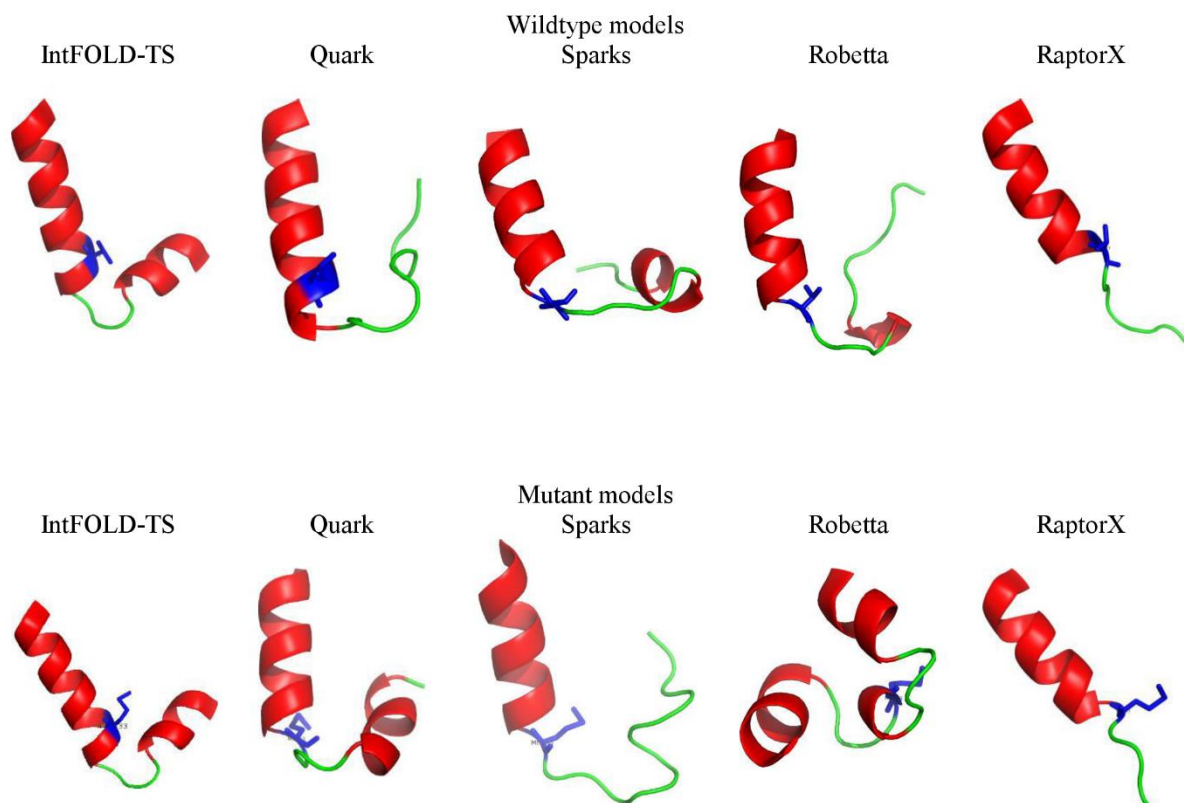 Wildtype models
IntFOLD-TS Quark Sparks Robetta RaptorX
Mutant models
IntFOLD-TS Quark Sparks Robetta RaptorX